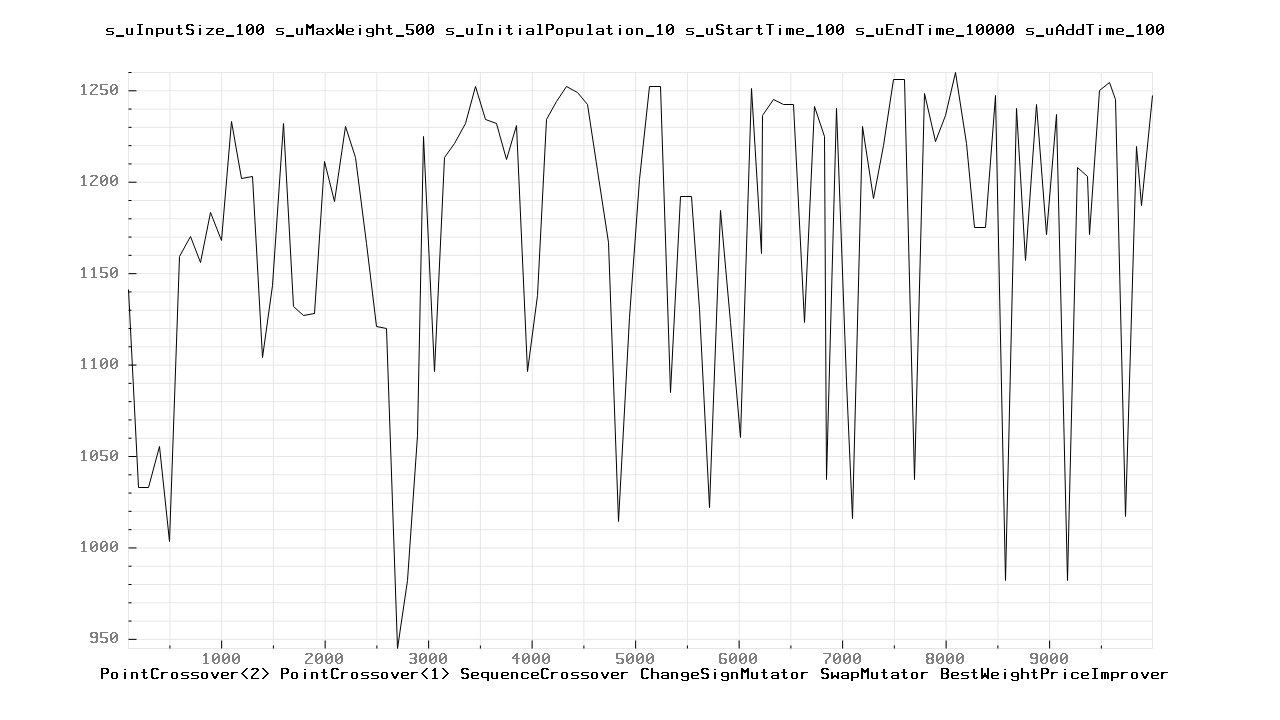 s_uInputSize_100 s_uMaxWeight_500 s_uInitialPopulation_10 s_uStartTime_100 s_uEndTime_10000 s_uAddTime_100
1250
1200
1150
1100
1050
1000
950
1000 2000 3000 4000 5000 6000 7000 8000 9000
PointCrossover<2> PointCrossover<1> SequenceCrossover ChangeSignMutator SwapMutator BestWeightPriceImprover